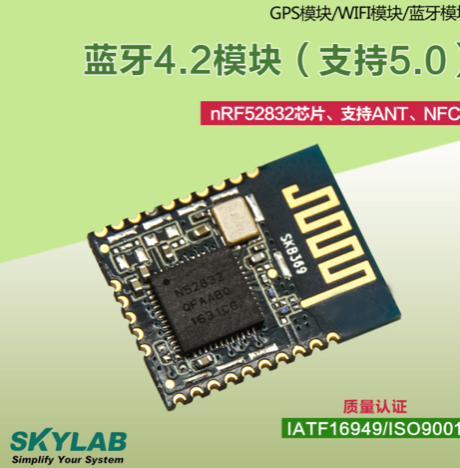 GPS模块/WIFI模块/蓝牙模块
蓝牙4.2模块（支持5.0）
nRF52832芯片、支持ANT、NFC
SKB369
N52832
QFAAB0
1631CG
质量认证
IATF16949/ISO9001
SKYLAB
Simplify Your System